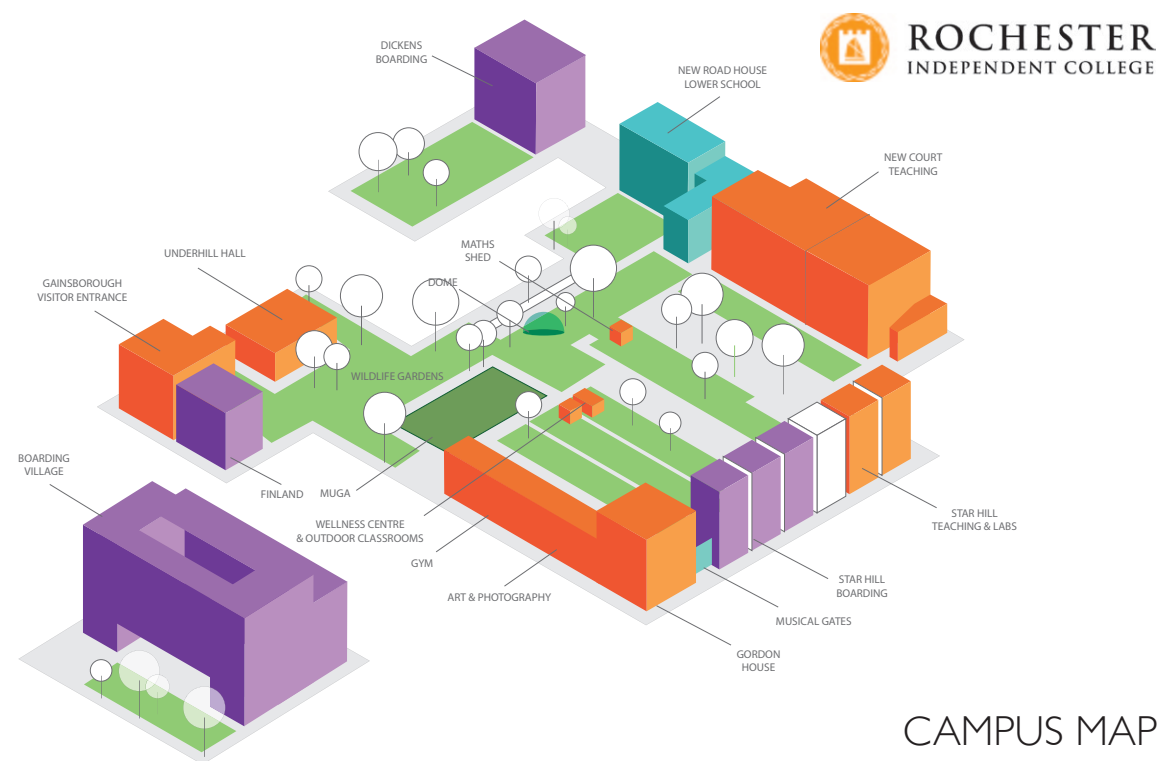 ROCHESTER
INDEPENDENT COLLEGE
DICKENS
BOARDING
NEW ROAD HOUSE
LOWER SCHOOL
NEW COURT
TEACHING
MATHS
SHED
UNDERHILL HALL
DOME
GAINSBOROUGH
VISITOR ENTRANCE
WILDLIFE GARDENS
BOARDING
VILLAGE
FINLAND
MUGA
WELLNESS CENTRE
& OUTDOOR CLASSROOMS
GYM
ART & PHOTOGRAPHY
STAR HILL
TEACHING & LABS
STAR HILL
BOARDING
MUSICAL GATES
GORDON
HOUSE
CAMPUS MAP